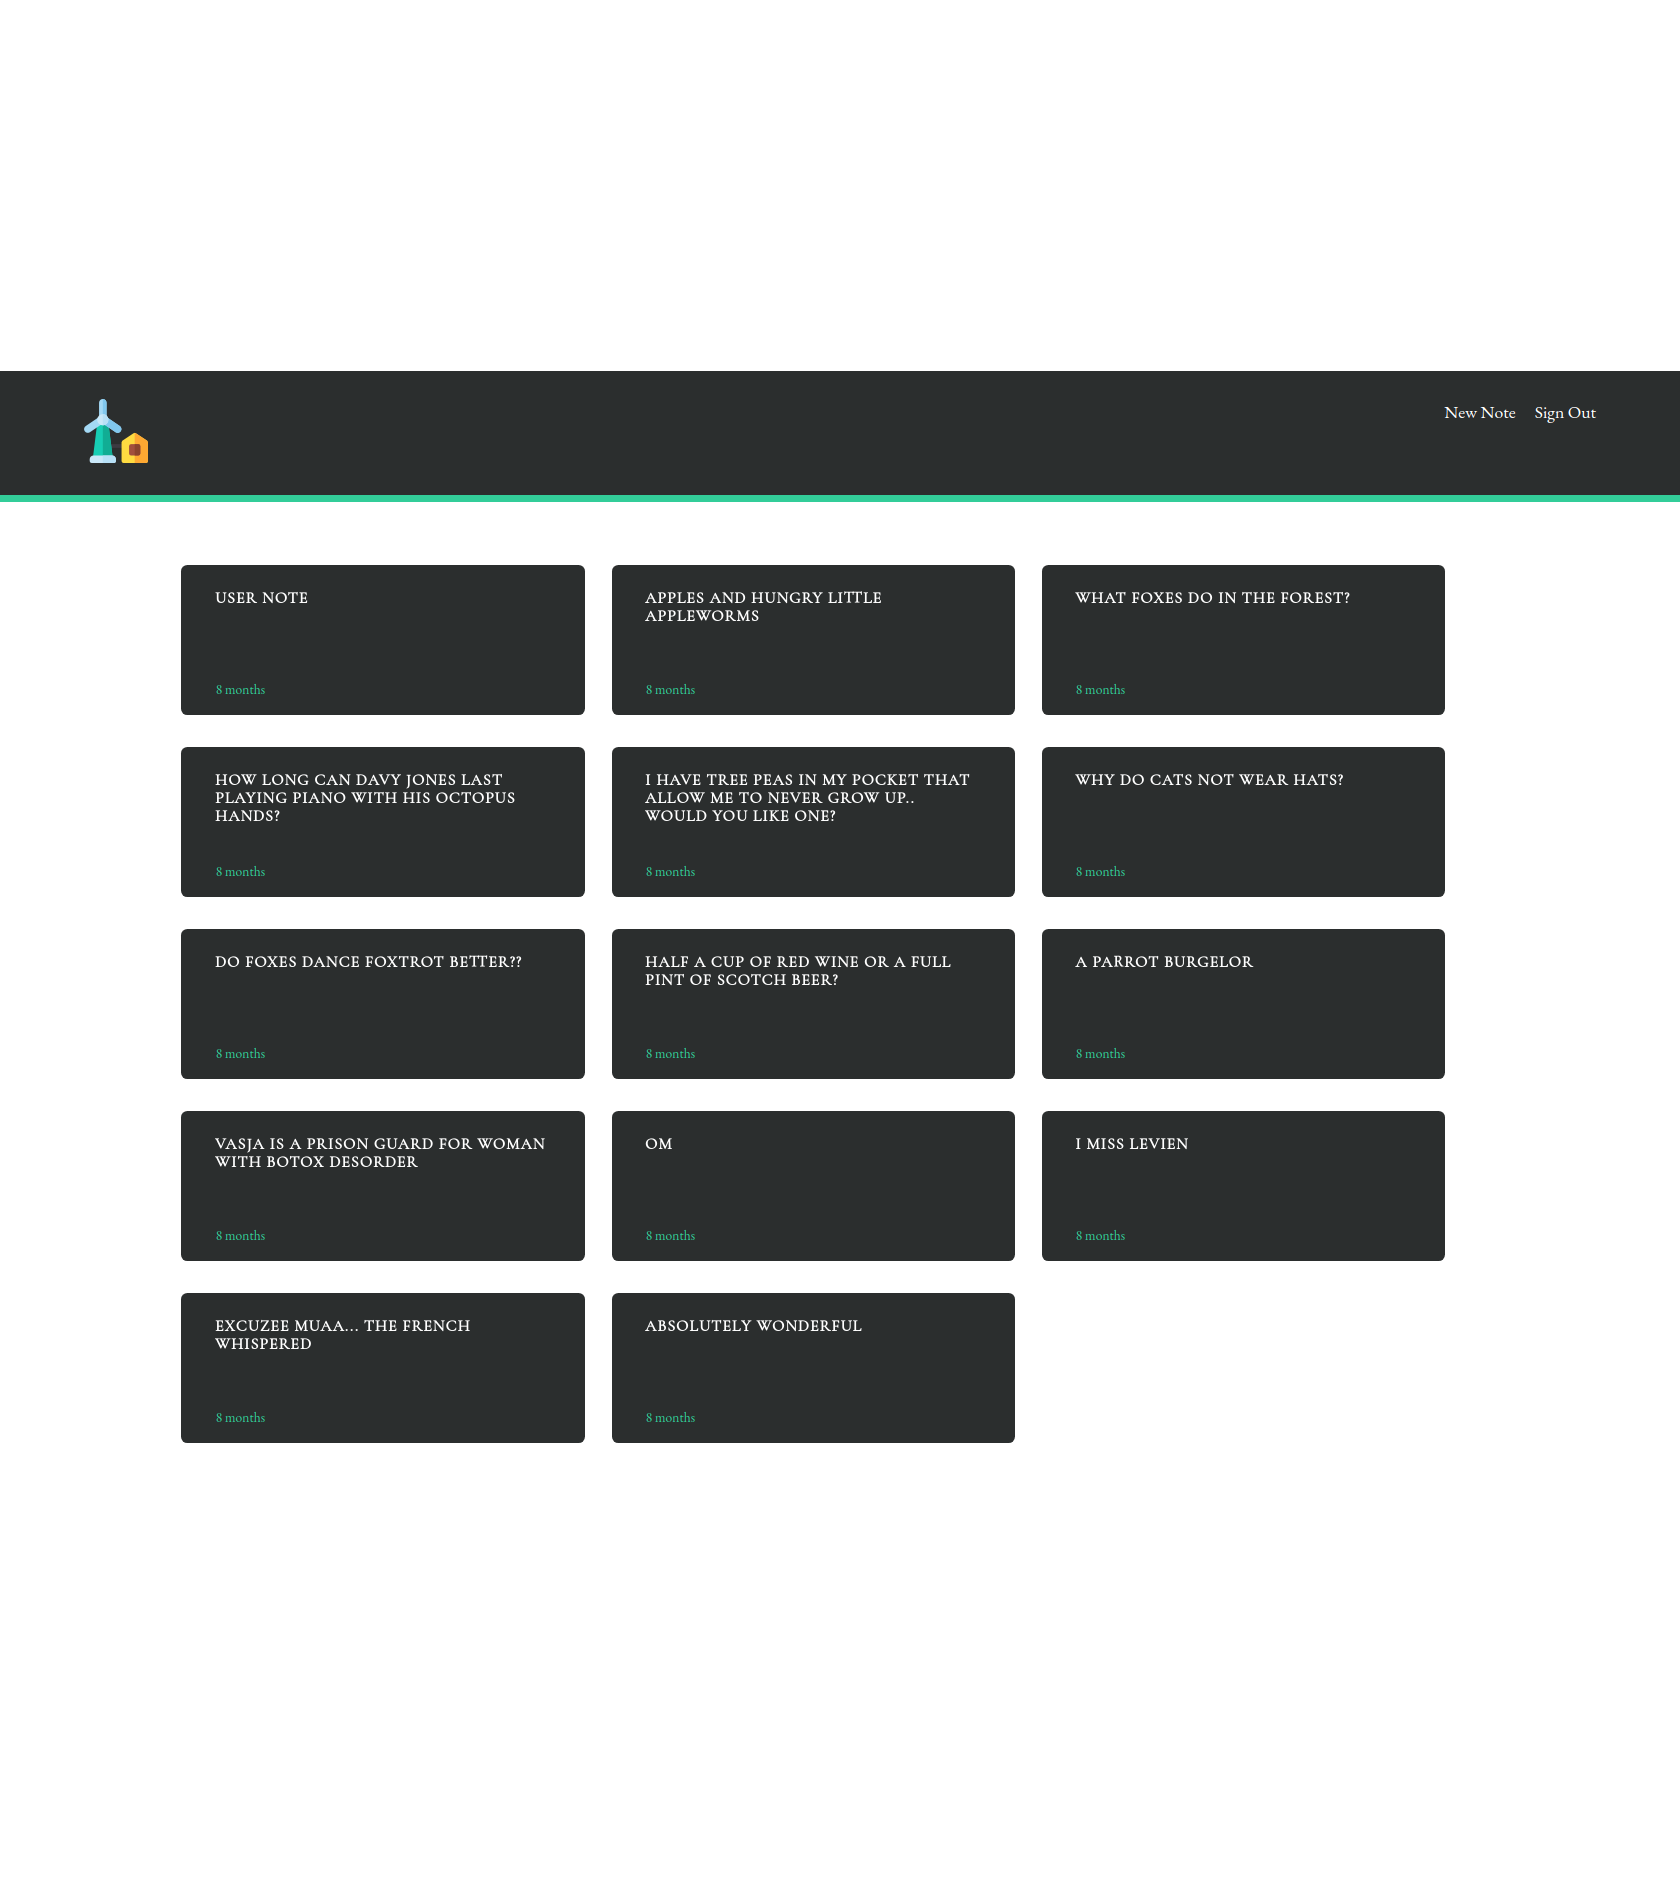 New Note Sign Out
USER NOTE
8 months
APPLES AND HUNGRY LITTLE
APPLEWORMS
8 months
WHAT FOXES DO IN THE FOREST?
8 months
HOW LONG CAN DAVY JONES LAST
PLAYING PIANO WITH HIS OCTOPUS
HANDS?
8 months
I HAVE TREE PEAS IN MY POCKET THAT
ALLOW ME TO NEVER GROW UP..
WOULD YOU LIKE ONE?
8 months
WHY DO CATS NOT WEAR HATS?
8 months
DO FOXES DANCE FOXTROT BETTER??
8 months
HALF A CUP OF RED WINE OR A FULL
PINT OF SCOTCH BEER?
8 months
A PARROT BURGELOR
8 months
VASJA IS A PRISON GUARD FOR WOMAN
WITH BOTOX DESORDER
8 months
OM
8 months
I MISS LEVIEN
8 months
EXCUZEE MUAA... THE FRENCH
WHISPERED
8 months
ABSOLUTELY WONDERFUL
8 months